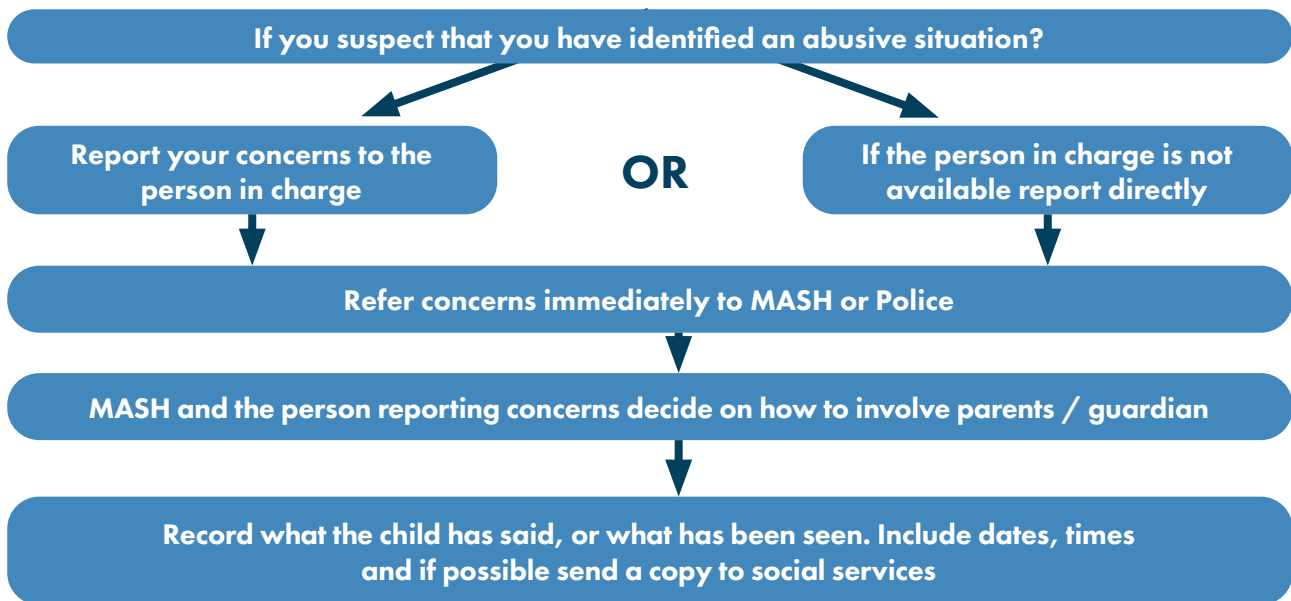 If you suspect that you have identified an abusive situation?
Report your concerns to the
person in charge
OR
If the person in charge is not
available report directly
Refer concerns immediately to MASH or Police
MASH and the person reporting concerns decide on how to involve parents / guardian
Record what the child has said, or what has been seen. Include dates, times
and if possible send a copy to social services